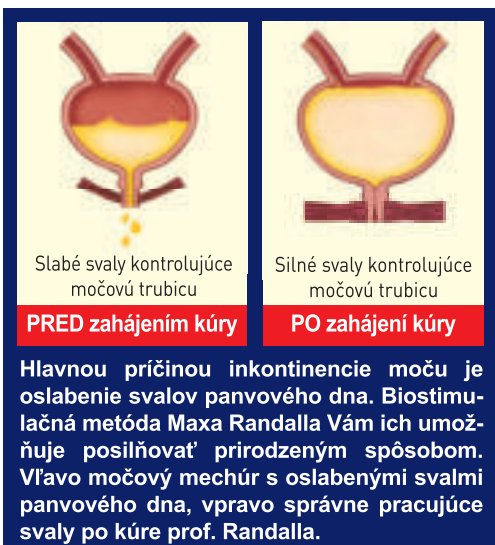 Slabé svaly kontrolujúce
močovú trubicu
PRED zahájením kúry
Silné svaly kontrolujúce
močovú trubicu
PO zahájení kúry
Hlavnou príčinou inkontinencie moču je
oslabenie svalov panvového dna. Biostimu-
lačná metóda Maxa Randalla Vám ich umož-
ňuje posilňovať prirodzeným spôsobom.
Vľavo močový mechúr s oslabenými svalmi
panvového dna, vpravo správne pracujúce
svaly po kúre prof. Randalla.